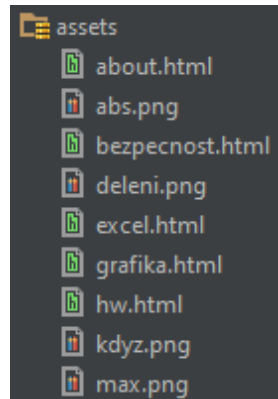 assets
about.html
abs.png
bezpecnost.html
deleni.png
excel.html
grafika.html
hw.html
kdyz.png
max.png